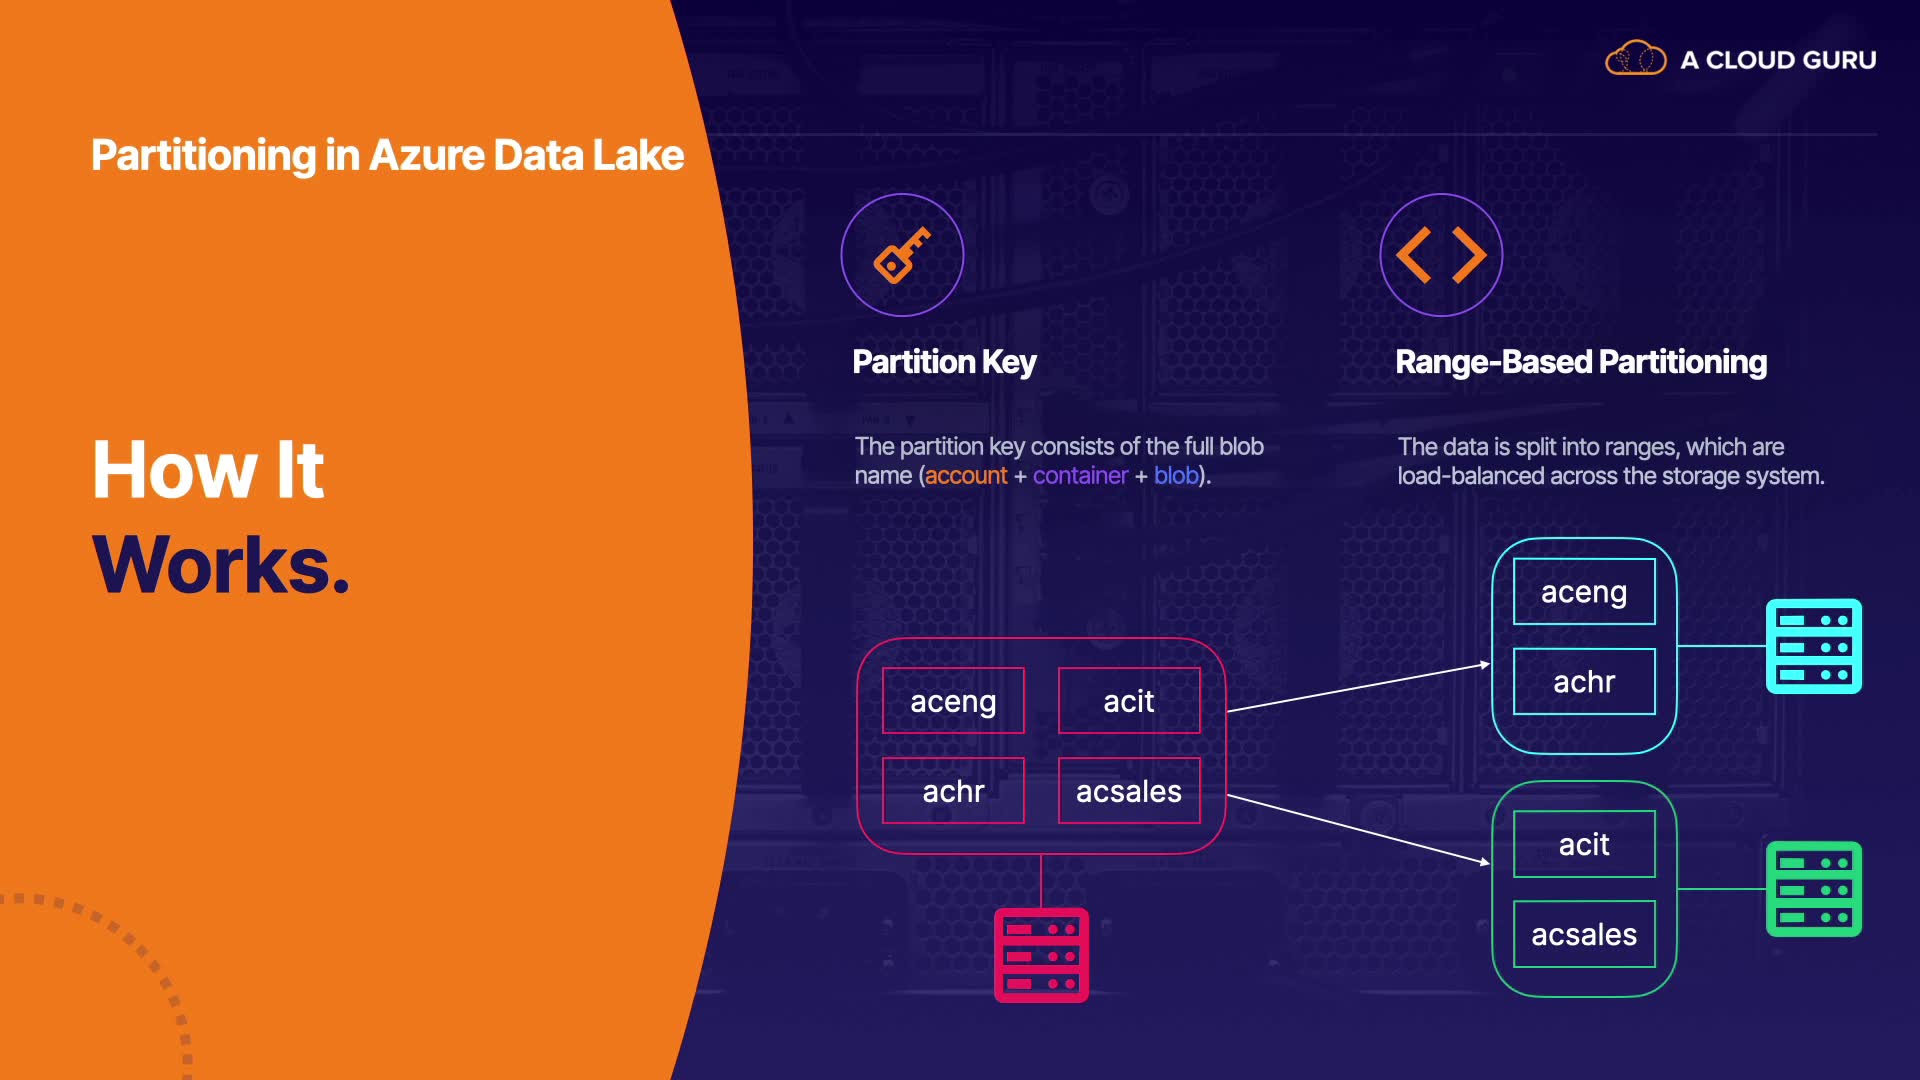 A CLOUD GURU
Partitioning in Azure Data Lake
How It
Works.
Partition Key
The partition key consists of the full blob
name (account + container + blob).
aceng
acit
achr
acsales
Range-Based Partitioning
The data is split into ranges, which are
load-balanced across the storage system.
aceng
achr
acit
acsales